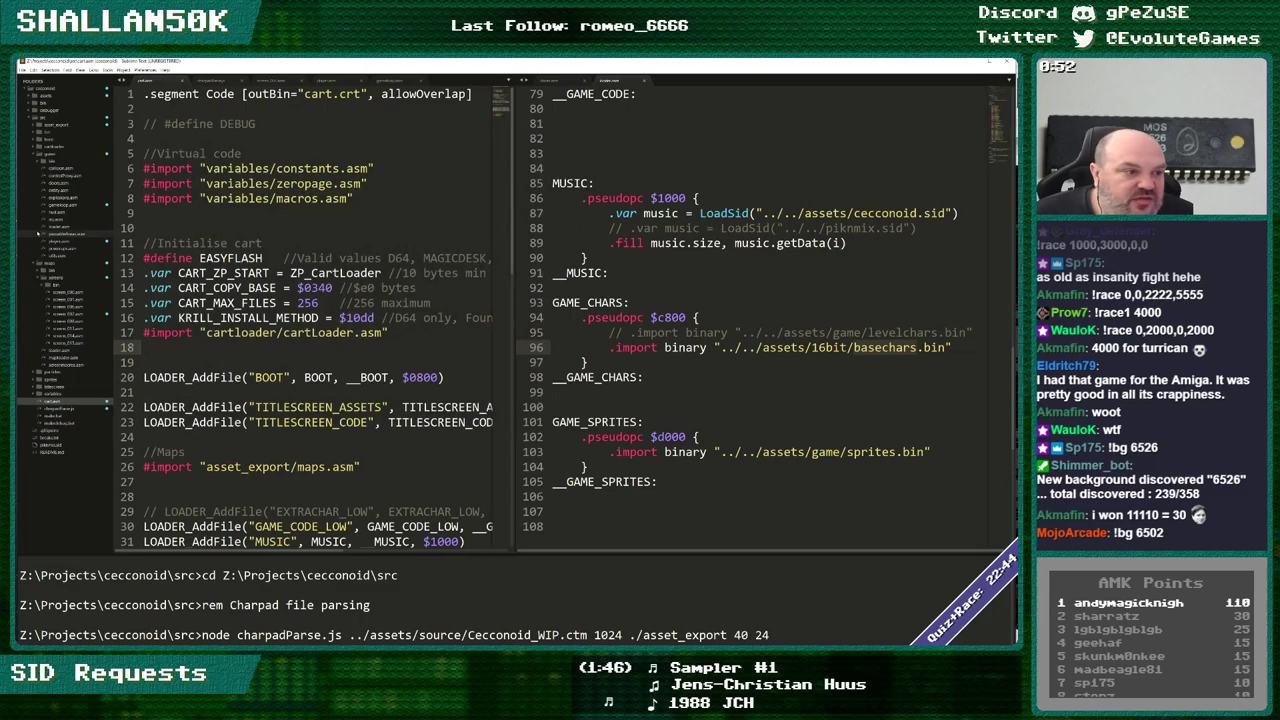 SHALLAN50K
Last Follow: romeo_6666
Discord gPeZuSE
Twitter @EvoluteGames
FOLDERS
1 .segment Code [outBin="cart.crt", allowOverlap]
2
3 // #define DEBUG
4
5 //Virtual code
6 #import "variables/constants.asm"
7 #import "variables/zeropage.asm"
8 #import "variables/macros.asm"
9
10
11 //Initialise cart
12 #define EASYFLASH //Valid values D64, MAGICDESK,
13 .var CART_ZP_START = ZP_CartLoader //10 bytes min
14 .var CART_COPY_BASE = $0340 //$e0 bytes
15 .var CART_MAX_FILES = 256 //256 maximum
16 .var KRILL_INSTALL_METHOD = $10dd //D64 only, Foun
17 #import "cartloader/cartLoader.asm"
18
19
20 LOADER_AddFile("BOOT", BOOT, __BOOT, $0800)
21
22 LOADER_AddFile("TITLESCREEN_ASSETS", TITLESCREEN_A
23 LOADER_AddFile("TITLESCREEN_CODE", TITLESCREEN_COD
24
25 //Maps
26 #import "asset_export/maps.asm"
27
28
29 // LOADER_AddFile("EXTRACHAR_LOW", EXTRACHAR_LOW,
30 LOADER_AddFile("GAME_CODE_LOW", GAME_CODE_LOW, __G
31 LOADER_AddFile("MUSIC", MUSIC, __MUSIC, $1000)
79 __GAME_CODE:
80
81
82
83
84
85 MUSIC:
86 .pseudopc $1000 {
87 .var music = LoadSid("../../assets/cecconoid.sid")
88 // .var music = LoadSid("../../piknmix.sid")
89 .fill music.size, music.getData(i)
90 }
91 __MUSIC:
92
93 GAME_CHARS:
94 .pseudopc $c800 {
95 // .import binary "../../assets/game/levelchars.bin"
96 .import binary "../../assets/16bit/basechars.bin"
97 }
98 __GAME_CHARS:
99
100
101 GAME_SPRITES:
102 .pseudopc $d000 {
103 .import binary "../../assets/game/sprites.bin"
104 }
105 __GAME_SPRITES:
106
107
108
Z:\Projects\cecconoid\src>cd Z:\Projects\cecconoid\src
Z:\Projects\cecconoid\src>rem Charpad file parsing
Z:\Projects\cecconoid\src>node charpadParse.js ../assets/source/Cecconoid_WIP.ctm 1024 ./asset_export 40 24
Quiz+Race: 22:44
0:52
MOS
!race 1000,3000,0,0
Sp175:
as old as insanity fight hehe
Akmafin: !race 0,0,2222,5555
Prow7: !race1 4000
WauloK: !race 0,2000,0,2000
Akmafin: 4000 for turrican
Eldritch79:
I had that game for the Amiga. It was
pretty good in all its crappiness.
Akmafin: woot
WauloK: wtf
Sp175: !bg 6526
Shimmer_bot:
New background discovered "6526"
... total discovered : 239/358
Akmafin: i won 11110 = 30
MojoArcade: !bg 6502
AMK Points
1 andymagicknigh 110
2 sharratz 30
3 lgblgblgblgb 25
4 geehaf 15
5 skunkm0nkee 15
6 madbeagle81 15
7 sp175 10
SID Requests
(1:46) Sampler #1
Jens-Christian Huus
1988 JCH